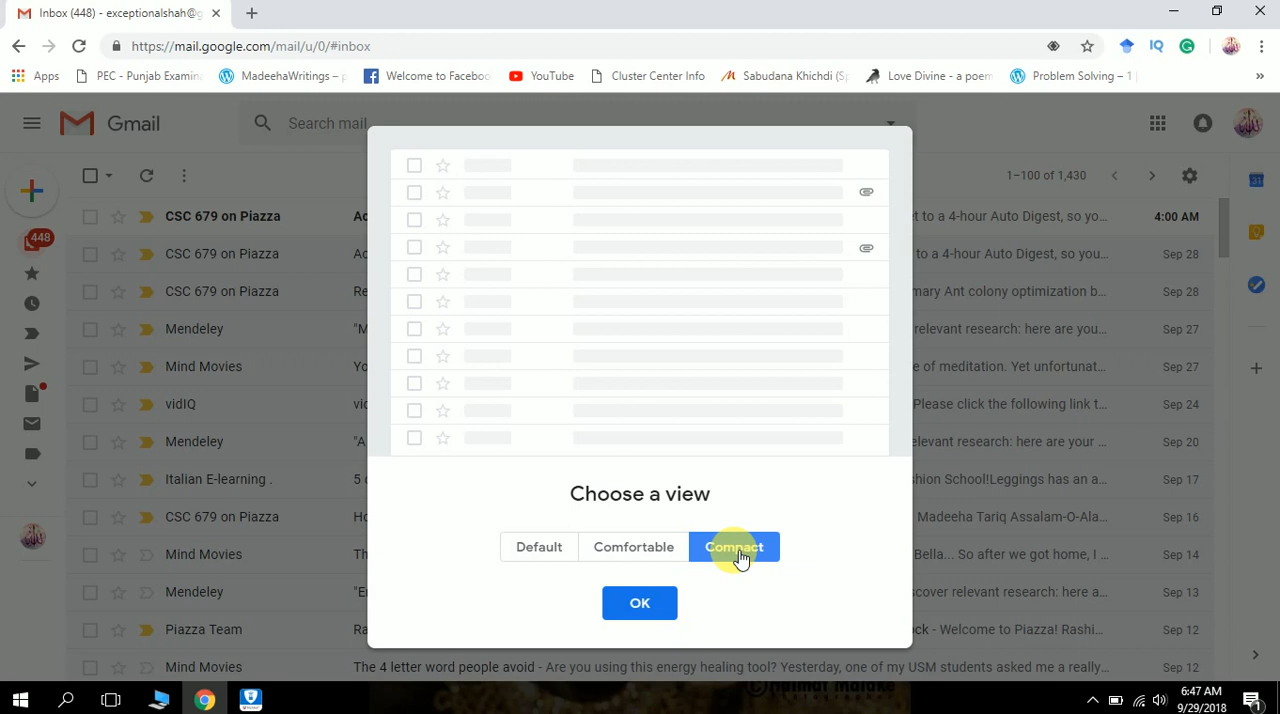 Inbox (448) - exceptionalshah@g
https://mail.google.com/mail/u/0/#inbox
Apps PEC - Punjab Examin MadeehaWritings – p Welcome to Facebo YouTube Cluster Center Info Sabudana Khichdi (Sp Love Divine - a poem Problem Solving – 1 »
Gmail Search mail
1–100 of 1,430
31
CSC 679 on Piazza et to a 4-hour Auto Digest, so yo... 4:00 AM
448
CSC 679 on Piazza to a 4-hour Auto Digest, so you... Sep 28
CSC 679 on Piazza mary Ant colony optimization b... Sep 28
Mendeley relevant research: here are you... Sep 27
Mind Movies e of meditation. Yet unfortunat... Sep 27
vidIQ Please click the following link t... Sep 24
Mendeley elevant research: here are your ... Sep 20
Italian E-learning . hion School!Leggings has an a... Sep 17
CSC 679 on Piazza Madeeha Tariq Assalam-O-Ala... Sep 16
Mind Movies Bella... So after we got home, I ... Sep 14
Mendeley cover relevant research: here a... Sep 13
Piazza Team ock - Welcome to Piazza! Rashi... Sep 12
Mind Movies The 4 letter word people avoid - Are you using this energy healing tool? Yesterday, one of my USM students asked me a really... Sep 12
Choose a view
Default Comfortable Compact
OK
6:47 AM
9/29/2018
1